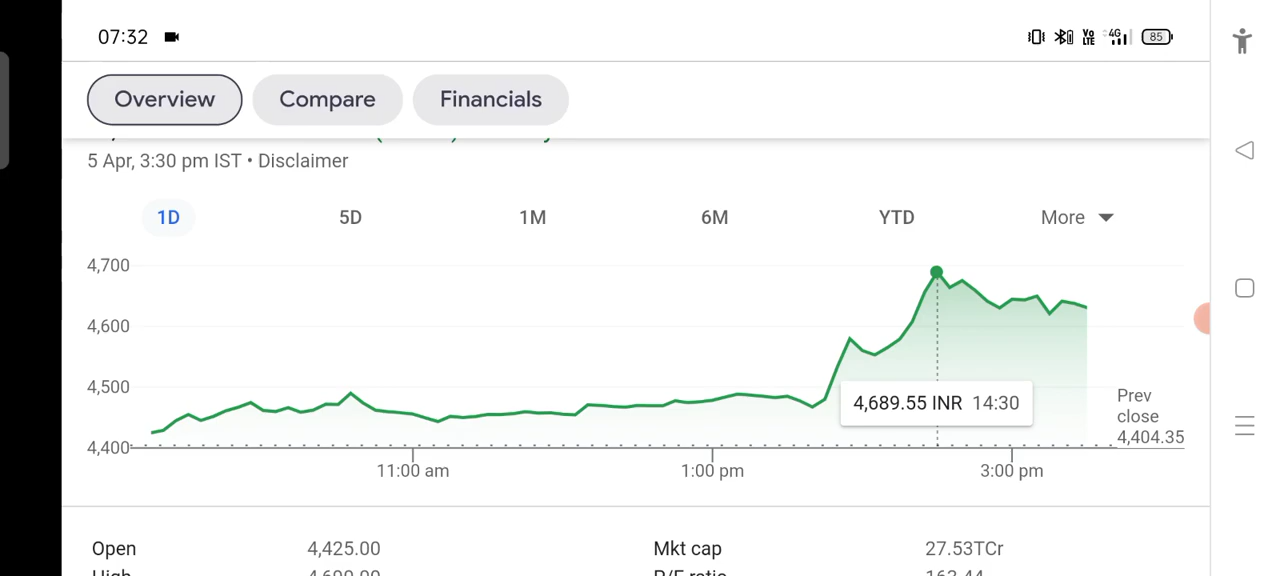 07:32 4G 85
Overview Compare Financials
5 Apr, 3:30 pm IST • Disclaimer
1D 5D 1M 6M YTD More
4,700
4,600
4,500
4,400
4,689.55 INR 14:30
Prev
close
4,404.35
11:00 am 1:00 pm 3:00 pm
Open 4,425.00 Mkt cap 27.53TCr